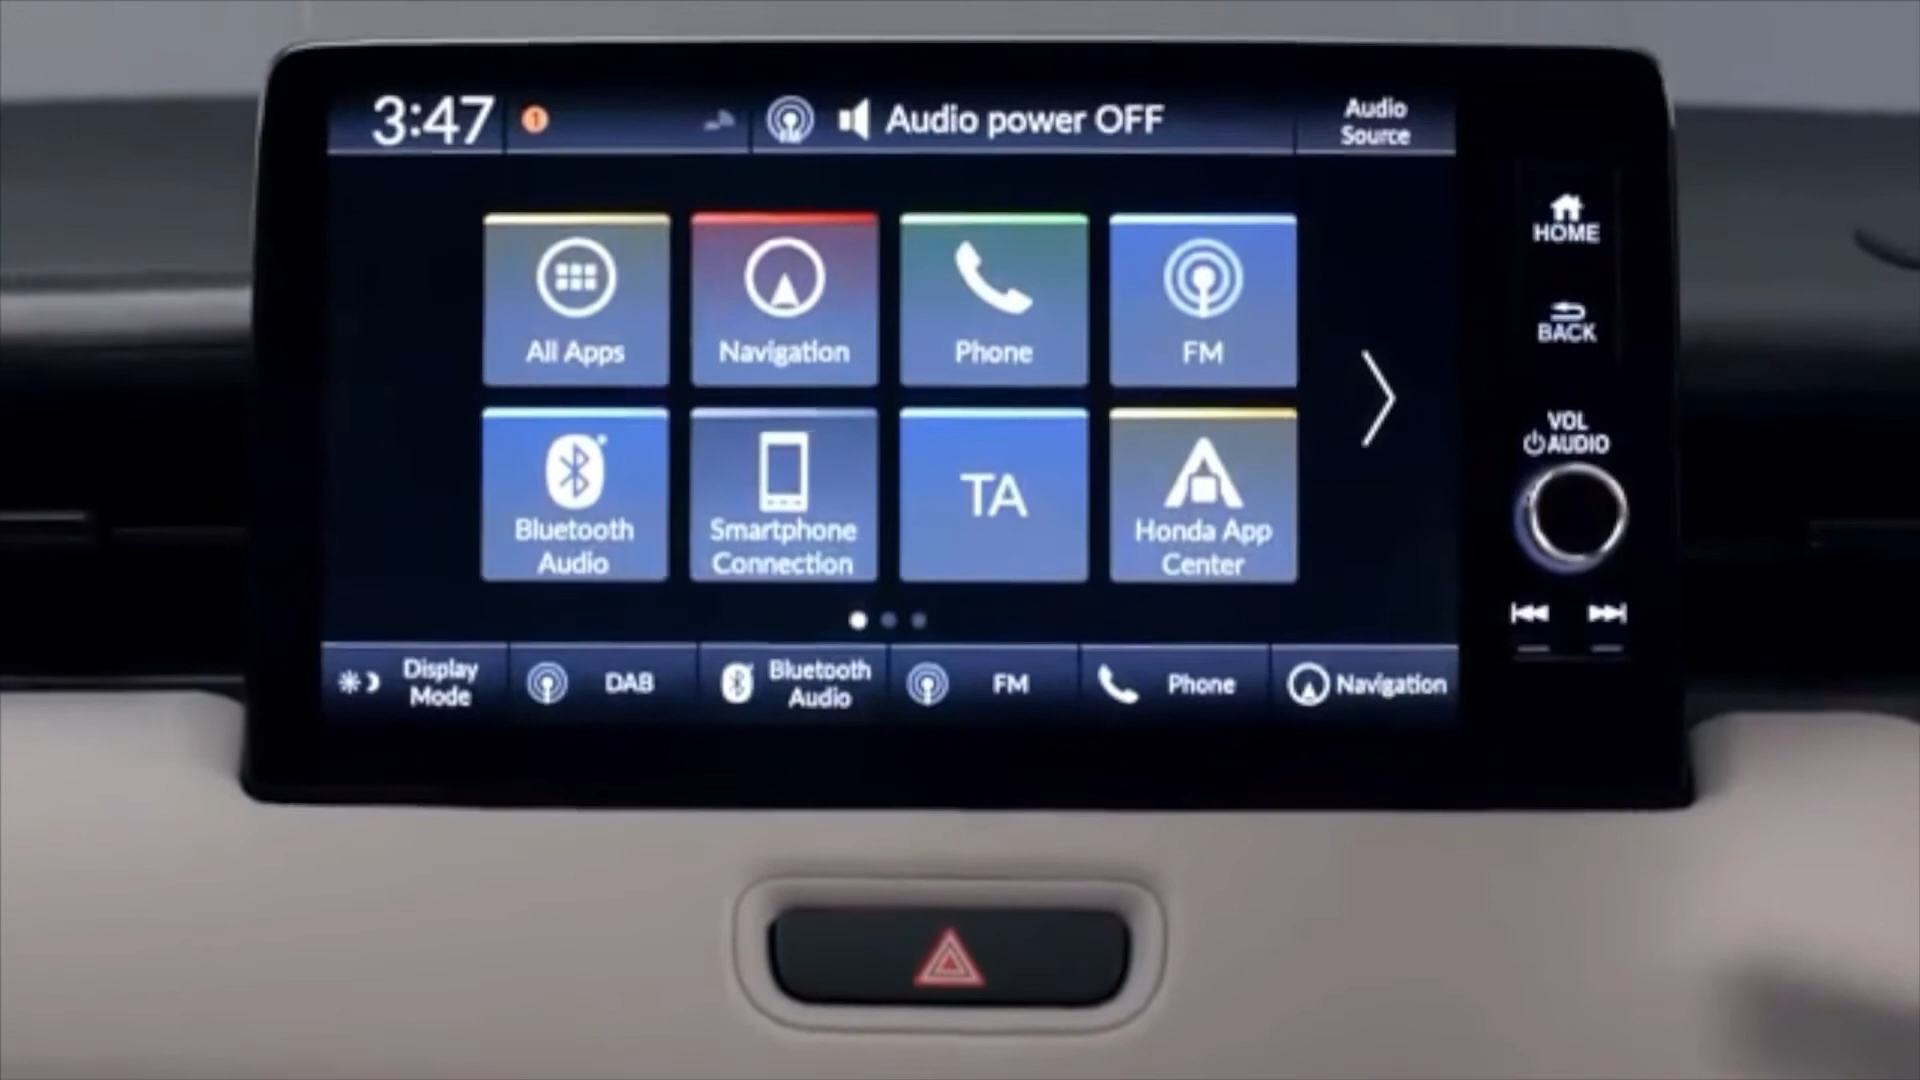 3:47
1
Audio power OFF
Audio
Source
All Apps
Navigation
Phone
FM
Bluetooth
Audio
Smartphone
Connection
TA
Honda App
Center
Display
Mode
DAB
Bluetooth
Audio
FM
Phone
Navigation
HOME
BACK
VOL
AUDIO